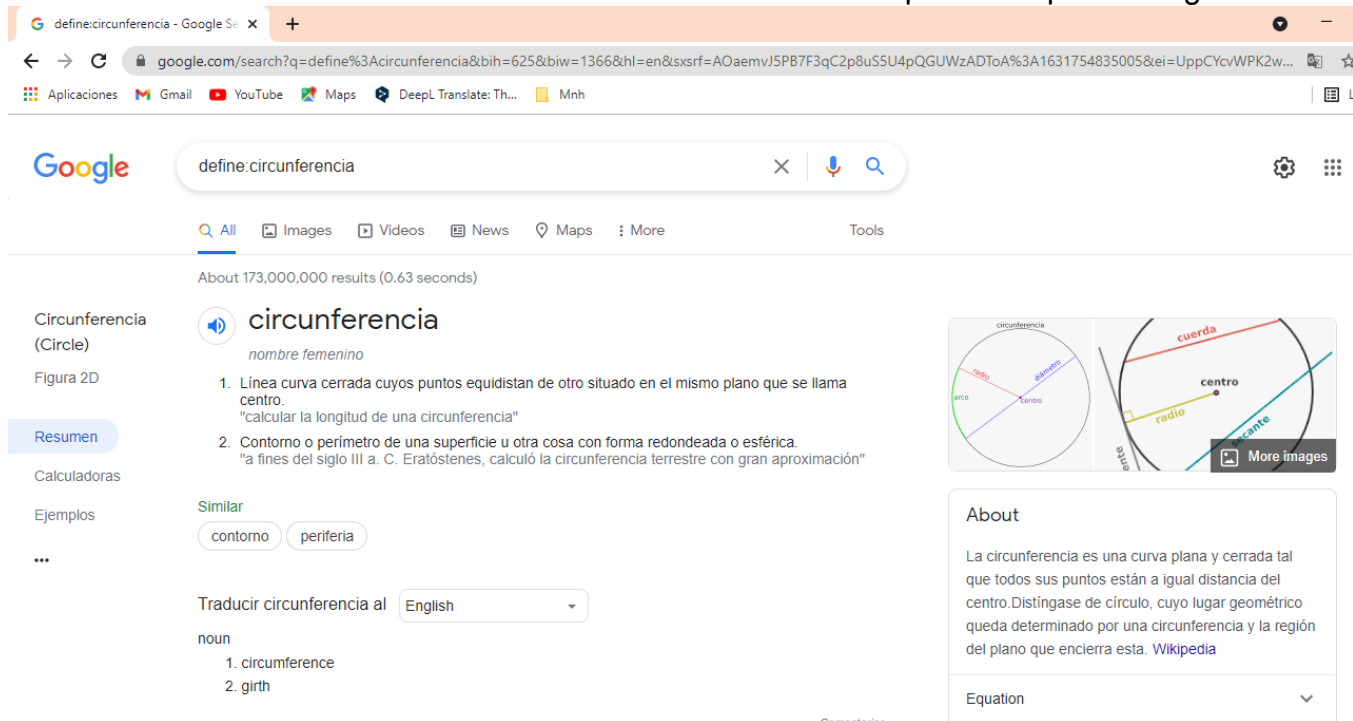 define:circunferencia - Google Se
google.com/search?q=define%3Acircunferencia&bih=625&biw=1366&hl=en&sxsrf=AOaemvJ5PB7F3qC2p8uS5U4pQGUWzADToA%3A1631754835005&ei=UppCYcvWPK2w...
Aplicaciones Gmail YouTube Maps DeepL Translate: Th... Mnh
Google define:circunferencia
All Images Videos News Maps More Tools
About 173,000,000 results (0.63 seconds)
Circunferencia
(Circle)
Figura 2D
Resumen
Calculadoras
Ejemplos
circunferencia
nombre femenino
1. Línea curva cerrada cuyos puntos equidistan de otro situado en el mismo plano que se llama
centro.
"calcular la longitud de una circunferencia"
2. Contorno o perímetro de una superficie u otra cosa con forma redondeada o esférica.
"a fines del siglo III a. C. Eratóstenes, calculó la circunferencia terrestre con gran aproximación"
Similar
contorno periferia
Traducir circunferencia al English
noun
1. circumference
2. girth
circunferencia
radio
diámetro
arco
centro
cuerda
centro
radio
secante
More images
About
La circunferencia es una curva plana y cerrada tal
que todos sus puntos están a igual distancia del
centro.Distíngase de círculo, cuyo lugar geométrico
queda determinado por una circunferencia y la región
del plano que encierra esta. Wikipedia
Equation